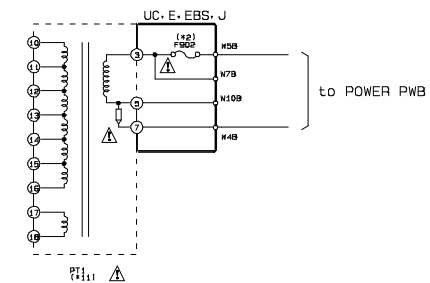 UC, E, EBS, J
(*2)
F902
W5B
W7B
W10B
W4B
to POWER PWB
3
5
7
10
11
12
13
14
15
16
17
18
PT1
(*11)